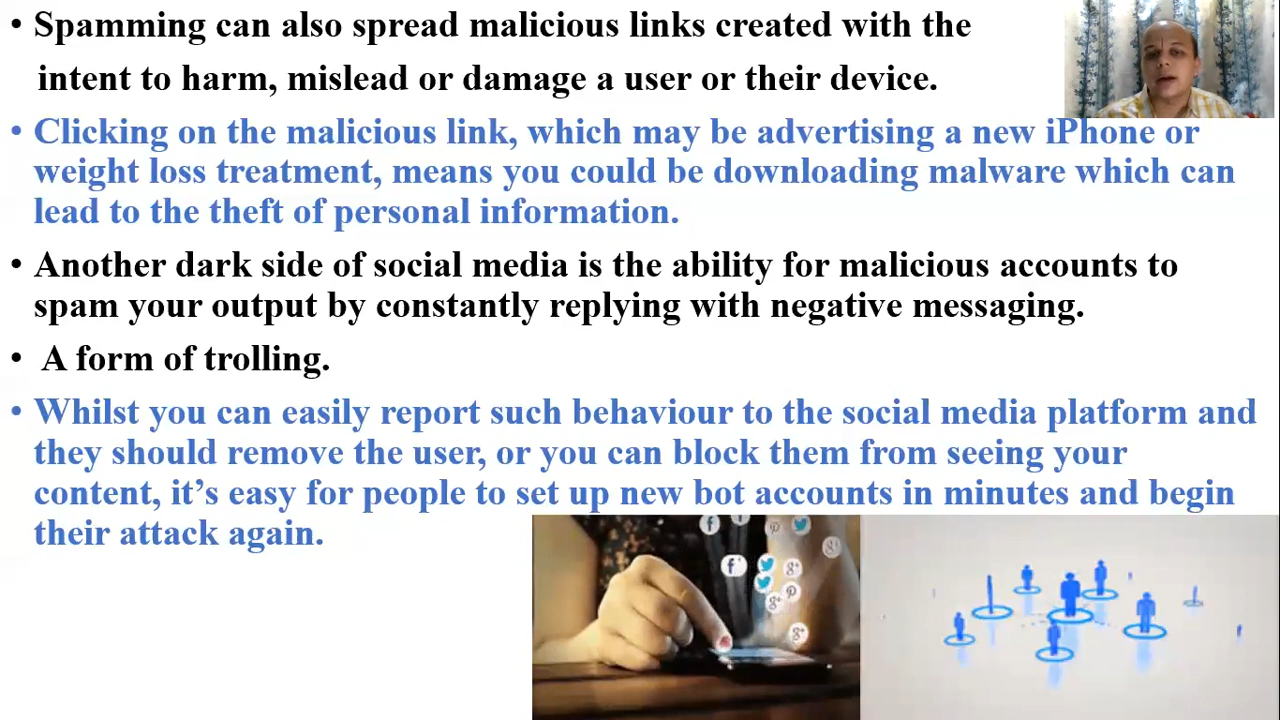 • Spamming can also spread malicious links created with the
intent to harm, mislead or damage a user or their device.
• Clicking on the malicious link, which may be advertising a new iPhone or
weight loss treatment, means you could be downloading malware which can
lead to the theft of personal information.
• Another dark side of social media is the ability for malicious accounts to
spam your output by constantly replying with negative messaging.
• A form of trolling.
• Whilst you can easily report such behaviour to the social media platform and
they should remove the user, or you can block them from seeing your
content, it’s easy for people to set up new bot accounts in minutes and begin
their attack again.